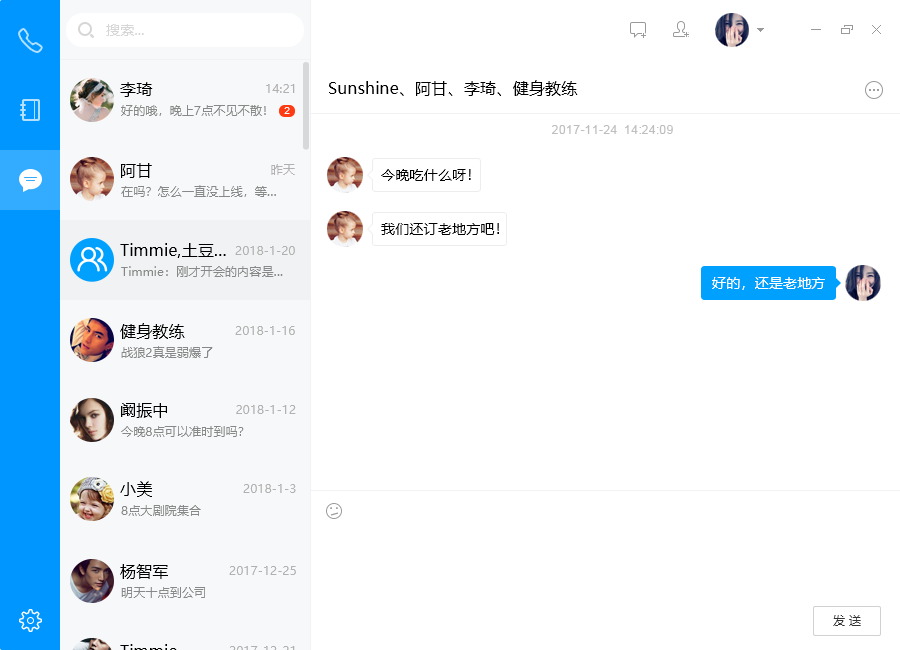 搜索...
李琦 14:21
好的哦，晚上7点不见不散！ 2
阿甘 昨天
在吗？怎么一直没上线，等...
Timmie,土豆... 2018-1-20
Timmie：刚才开会的内容是...
健身教练 2018-1-16
战狼2真是弱爆了
阚振中 2018-1-12
今晚8点可以准时到吗？
小美 2018-1-3
8点大剧院集合
杨智军 2017-12-25
明天十点到公司
Timmie 2017-12-21
Sunshine、阿甘、李琦、健身教练
2017-11-24 14:24:09
今晚吃什么呀！
我们还订老地方吧！
好的，还是老地方
发 送